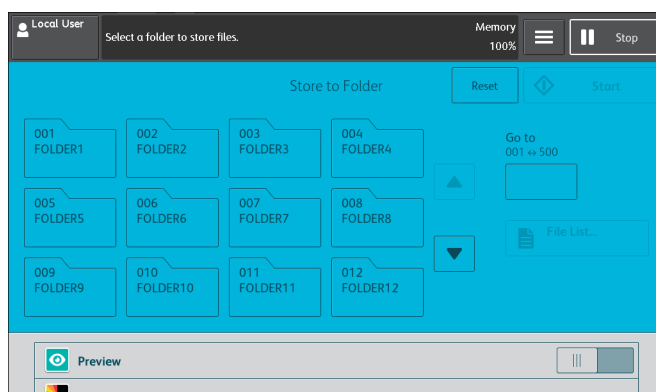 Local User
Select a folder to store files.
Memory
100%
Stop
Store to Folder
Reset
Start
001
FOLDER1
002
FOLDER2
003
FOLDER3
004
FOLDER4
Go to
001 ⇔ 500
005
FOLDER5
006
FOLDER6
007
FOLDER7
008
FOLDER8
File List...
009
FOLDER9
010
FOLDER10
011
FOLDER11
012
FOLDER12
Preview